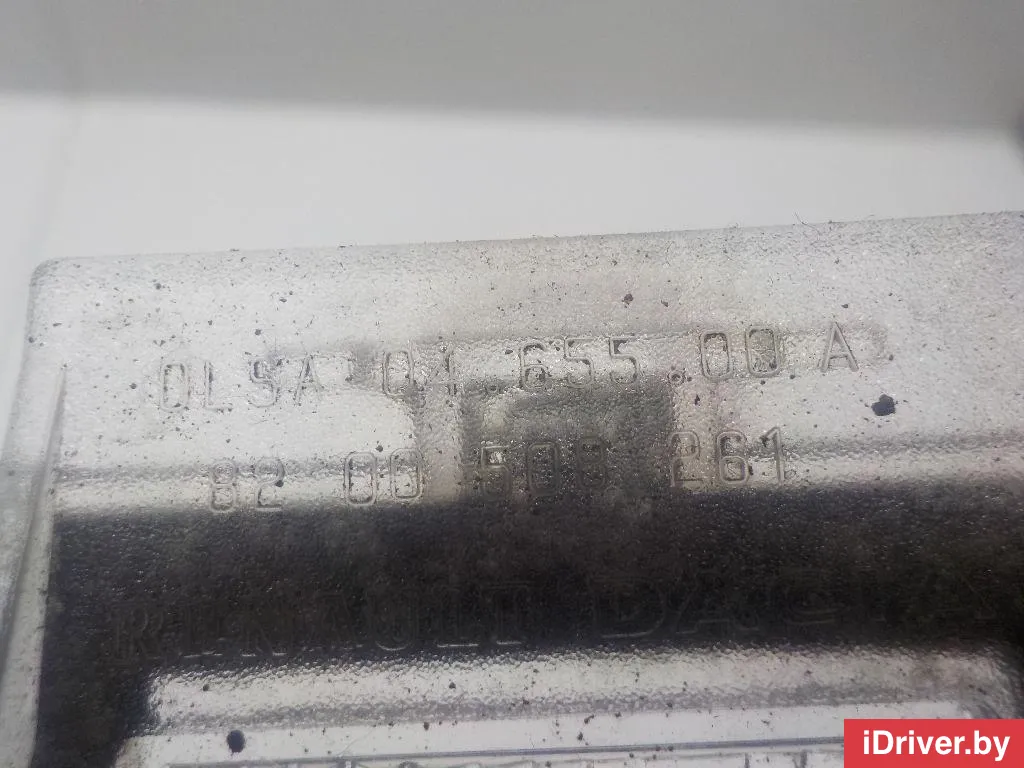 OLSA 04.655.00 A
82 00 508 261
RENAULT DACIA
iDriver.by